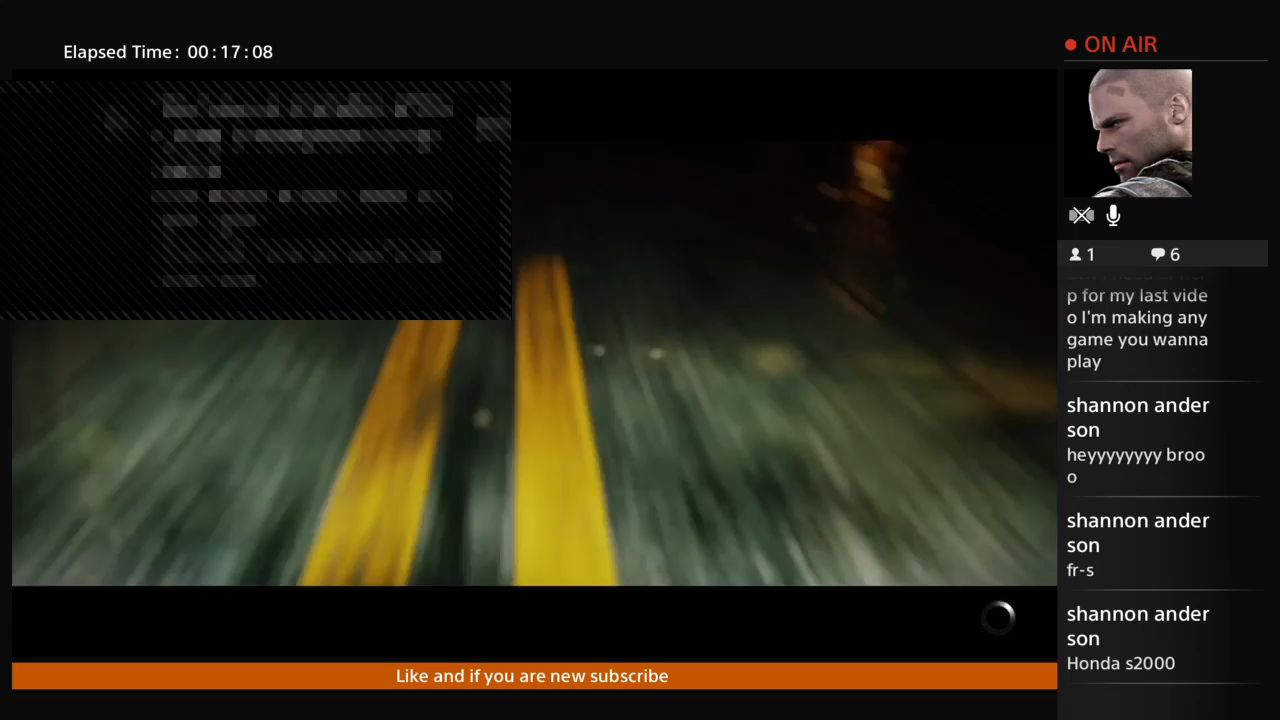 Elapsed Time: 00:17:08
ON AIR
1 6
p for my last vide
o I'm making any
game you wanna
play
shannon ander
son
heyyyyyyyy broo
o
shannon ander
son
fr-s
shannon ander
son
Honda s2000
Like and if you are new subscribe